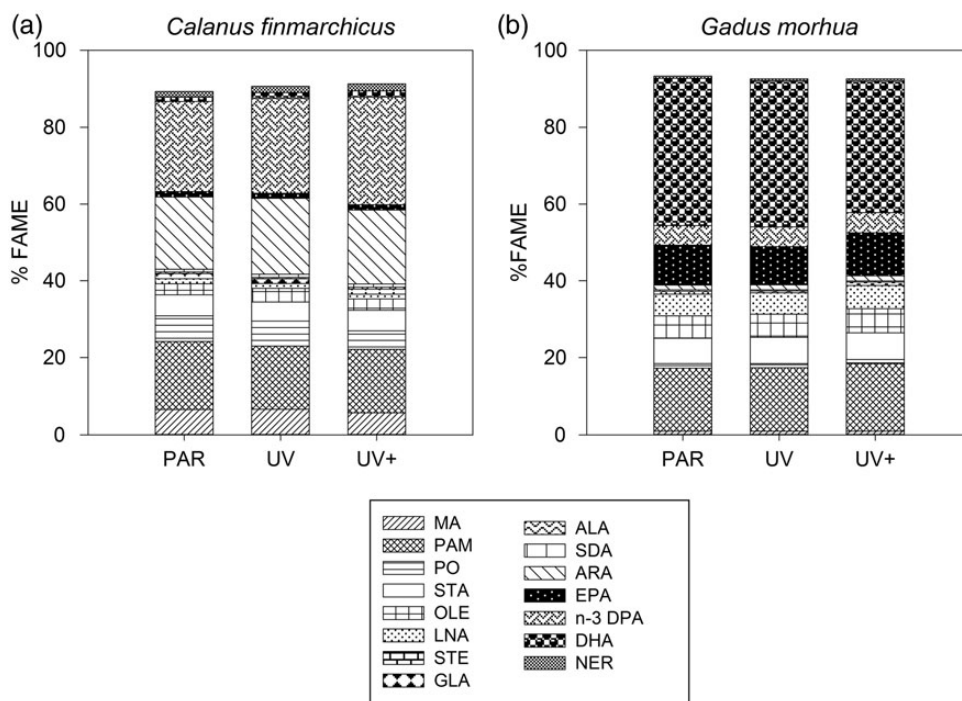 (a)
Calanus finmarchicus
100
80
60
40
20
0
% FAME
PAR
UV
UV+
(b)
Gadus morhua
100
80
60
40
20
0
%FAME
PAR
UV
UV+
MA
PAM
PO
STA
OLE
LNA
STE
GLA
ALA
SDA
ARA
EPA
n-3 DPA
DHA
NER